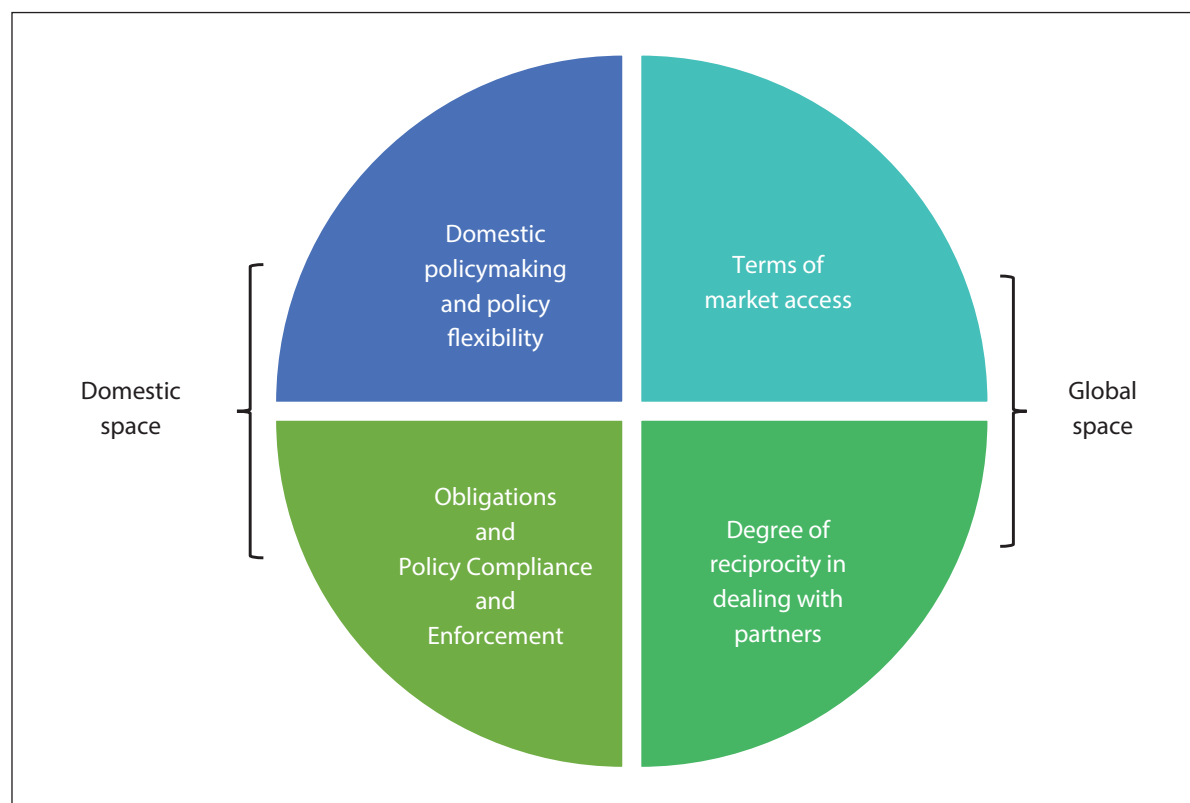 Domestic
policymaking
and policy
flexibility
Terms of
market access
Domestic
space
Global
space
Obligations
and
Policy Compliance
and
Enforcement
Degree of
reciprocity in
dealing with
partners